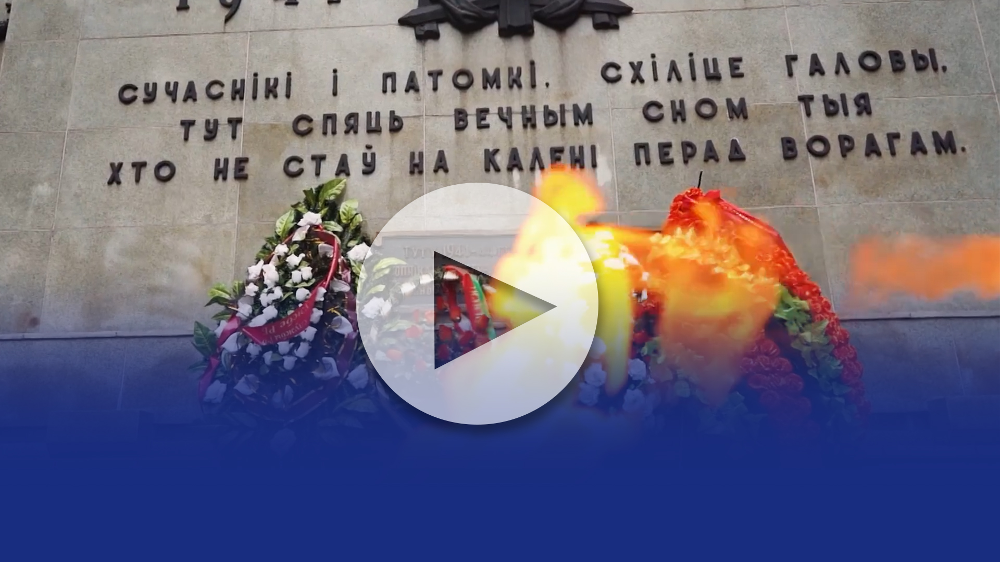 СУЧАСНІКІ І ПАТОМКІ, СХІЛІЦЕ ГАЛОВЫ,
ТУТ СПЯЦЬ ВЕЧНЫМ СНОМ ТЫЯ
ХТО НЕ СТАЎ НА КАЛЕНІ ПЕРАД ВОРАГАМ.